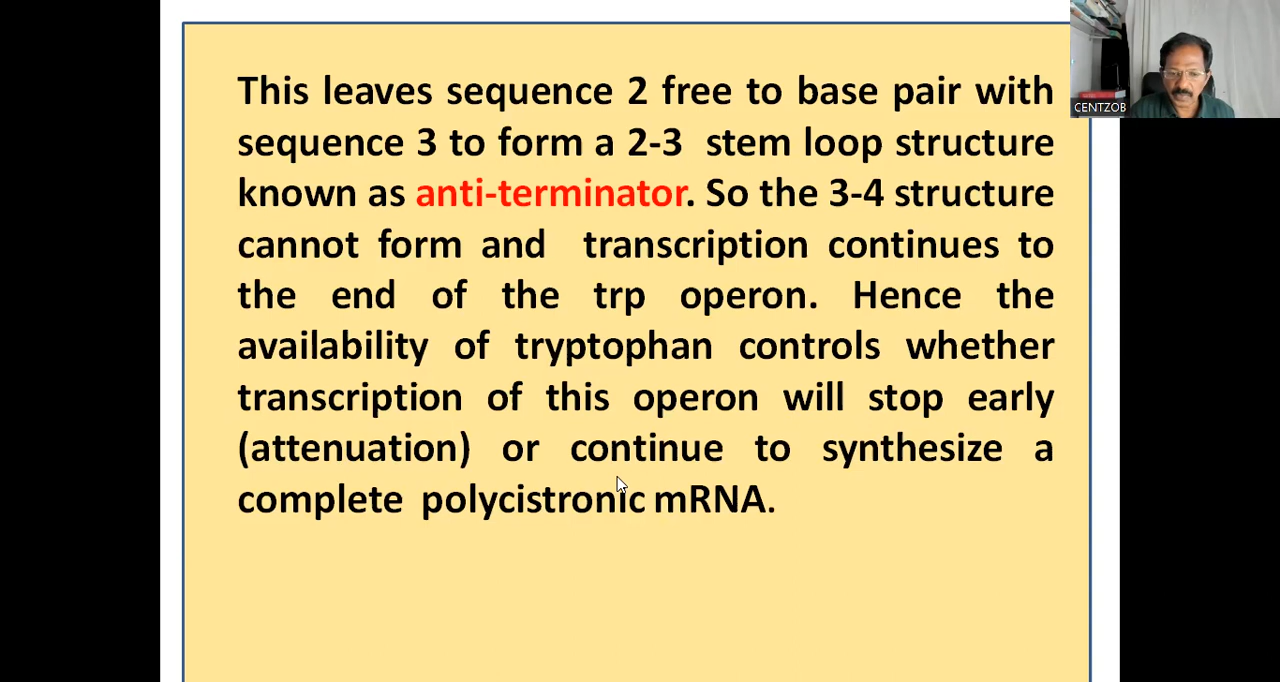 This leaves sequence 2 free to base pair with
sequence 3 to form a 2-3 stem loop structure
known as anti-terminator. So the 3-4 structure
cannot form and transcription continues to
the end of the trp operon. Hence the
availability of tryptophan controls whether
transcription of this operon will stop early
(attenuation) or continue to synthesize a
complete polycistronic mRNA.
CENTZOB